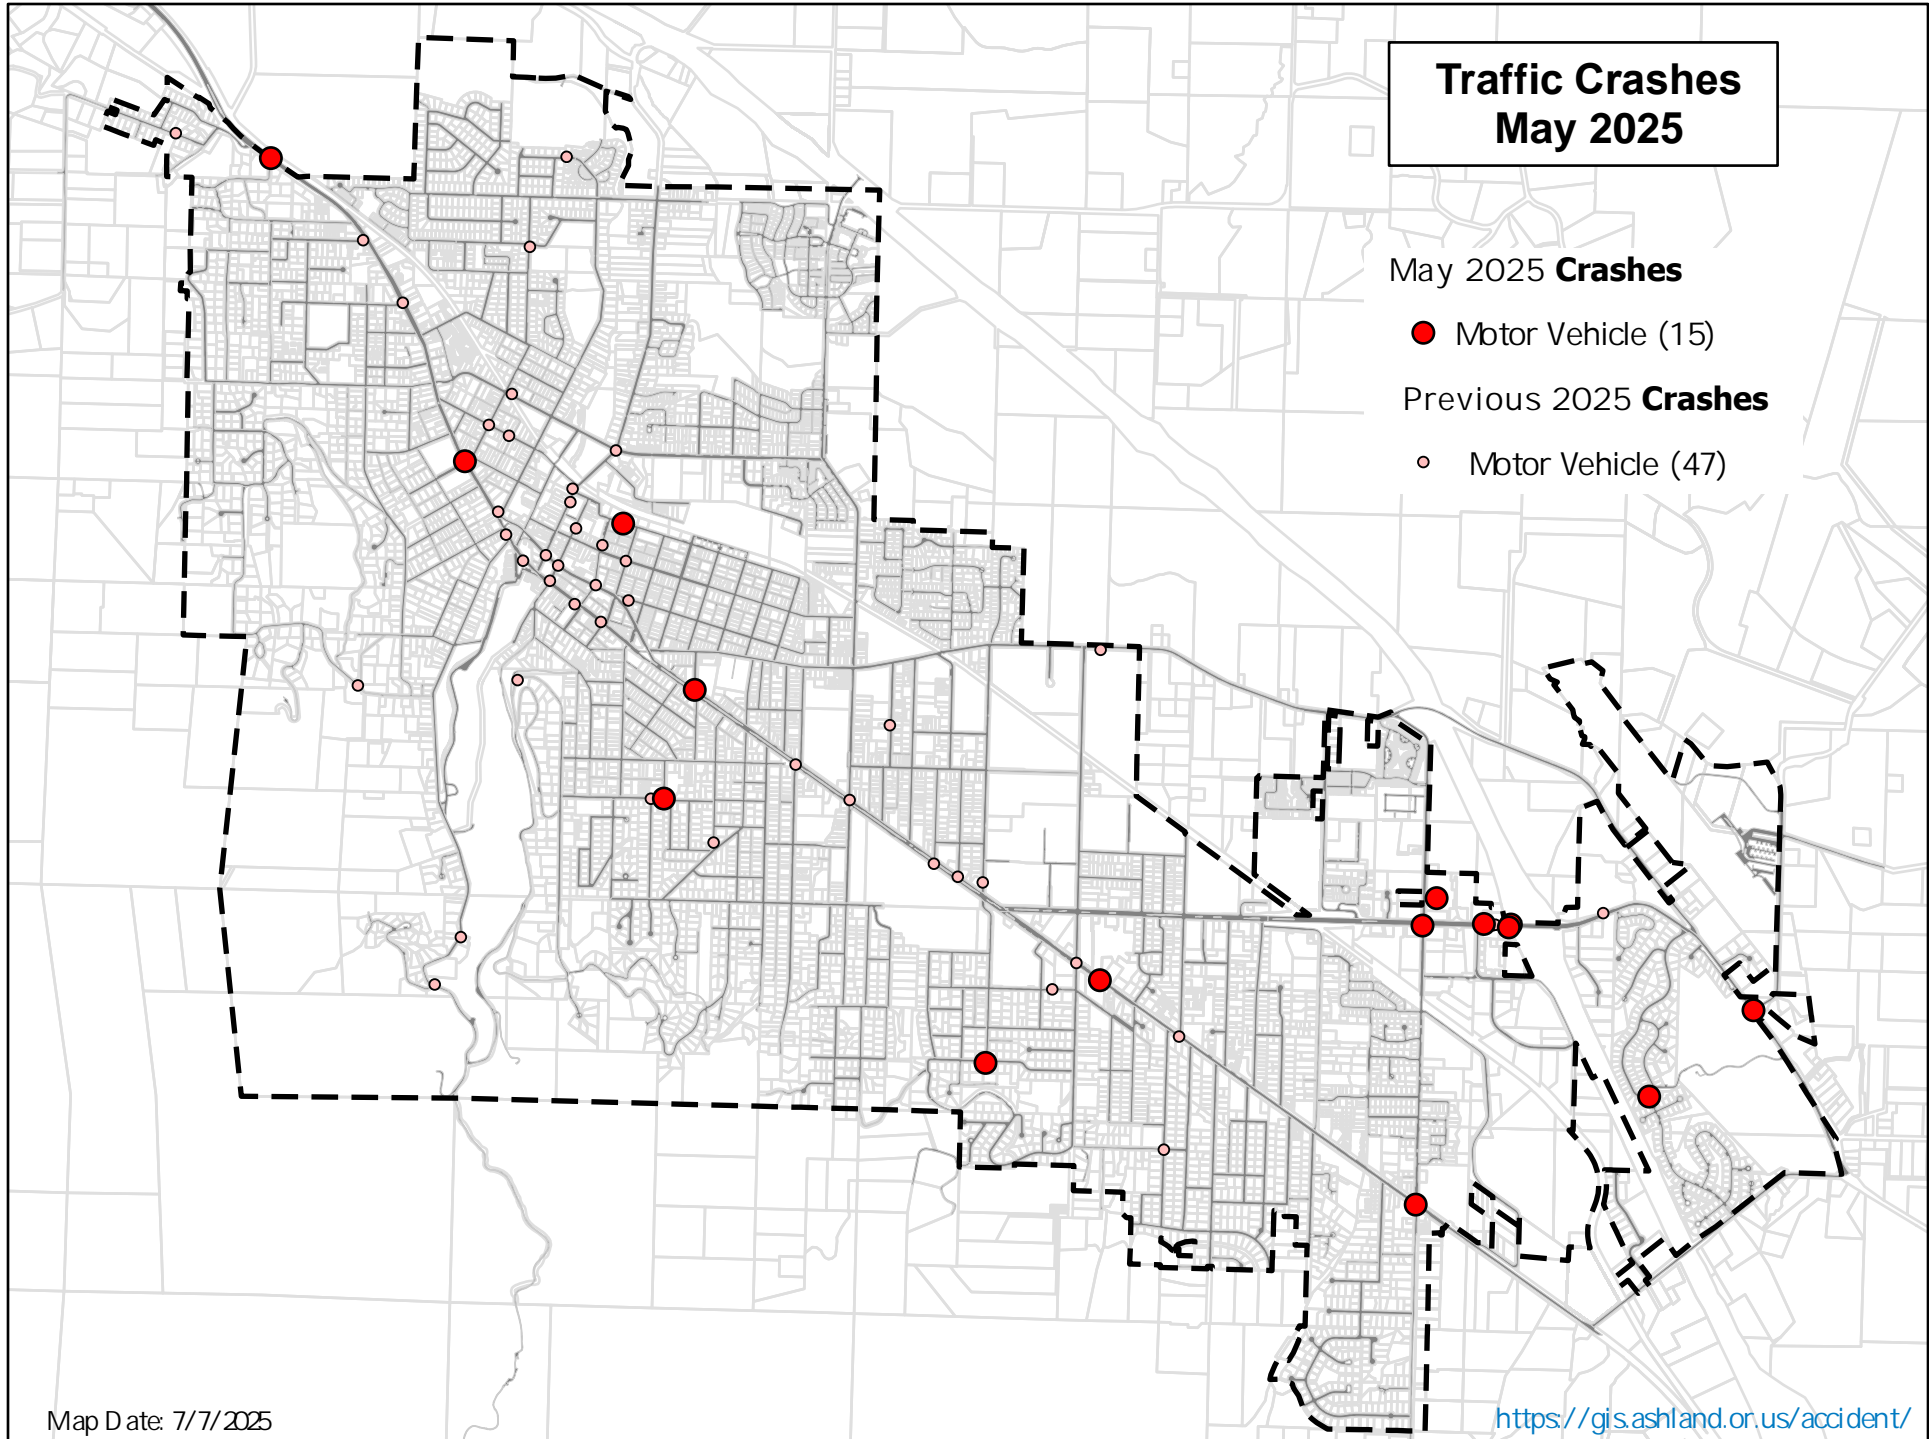 Traffic Crashes
May 2025
May 2025 Crashes
Motor Vehicle (15)
Previous 2025 Crashes
Motor Vehicle (47)
Map Date: 7/7/2025
https://gis.ashland.or.us/accident/